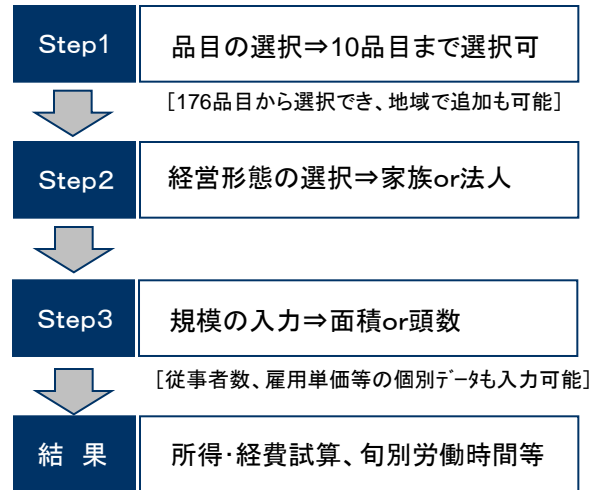 Step1
品目の選択⇒10品目まで選択可
[176品目から選択でき、地域で追加も可能]
Step2
経営形態の選択⇒家族or法人
Step3
規模の入力⇒面積or頭数
[従事者数、雇用単価等の個別ﾃﾞｰﾀも入力可能]
結　果
所得･経費試算、旬別労働時間等